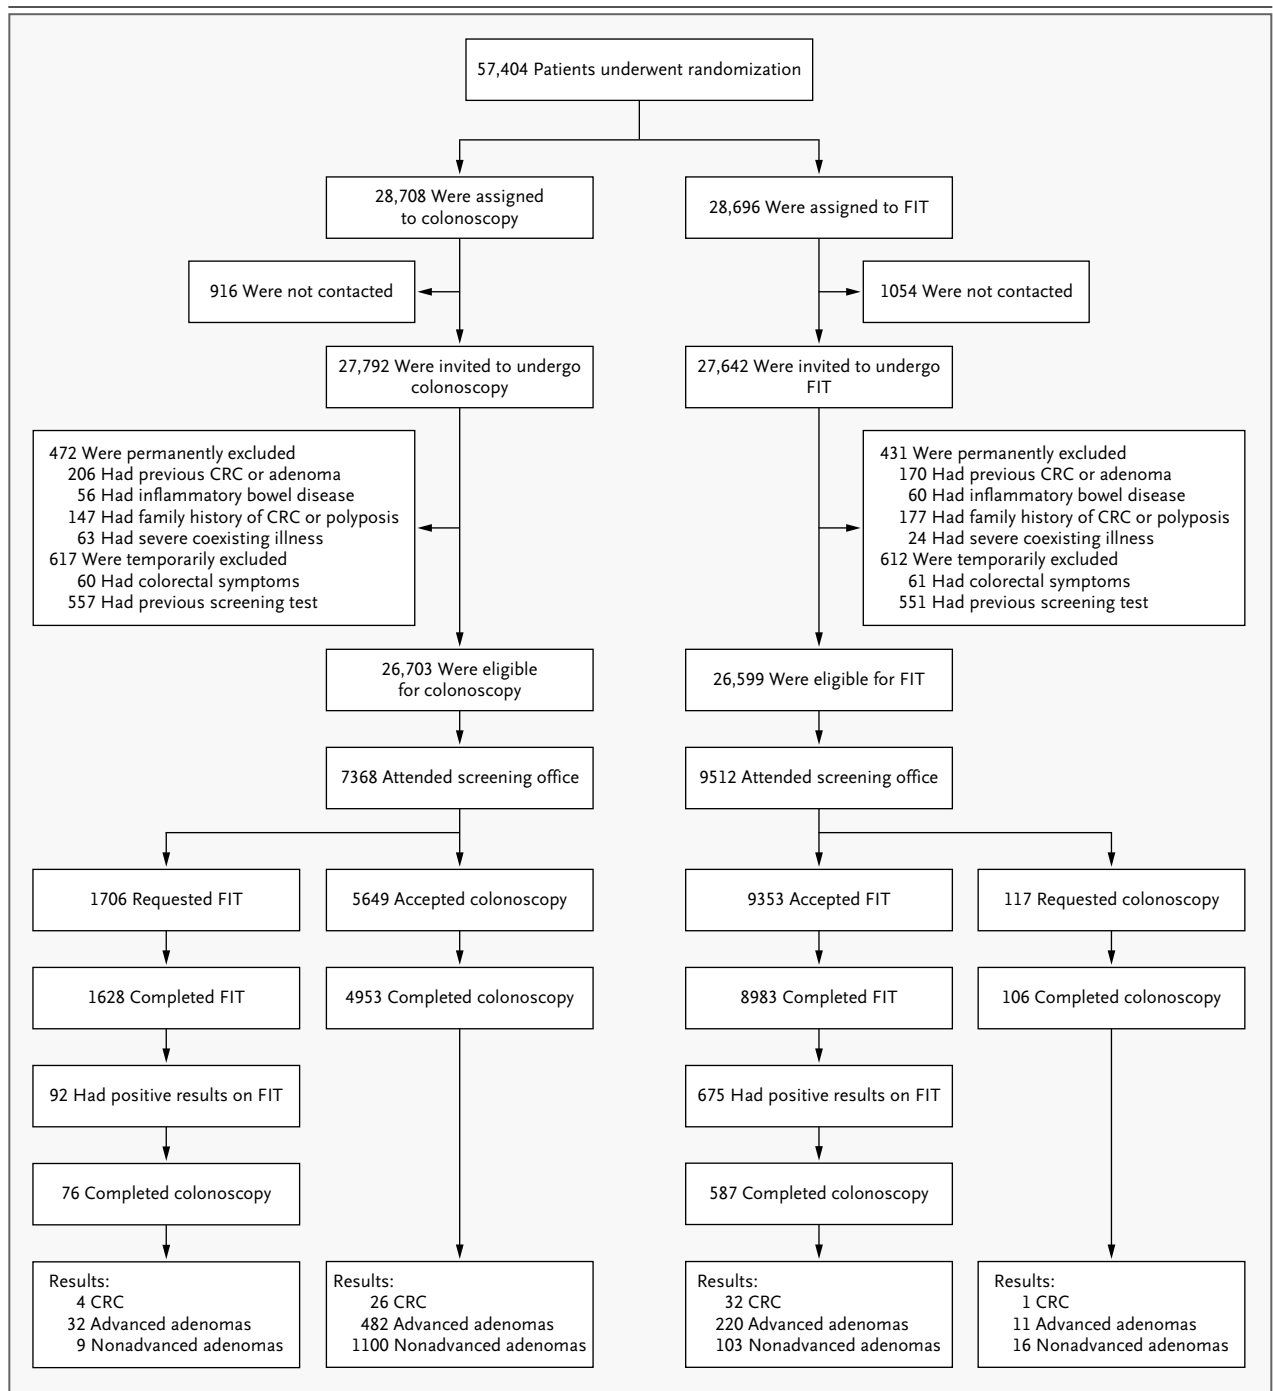 57,404 Patients underwent randomization
28,708 Were assigned
to colonoscopy
28,696 Were assigned to FIT
916 Were not contacted
1054 Were not contacted
27,792 Were invited to undergo
colonoscopy
27,642 Were invited to undergo
FIT
472 Were permanently excluded
206 Had previous CRC or adenoma
56 Had inflammatory bowel disease
147 Had family history of CRC or polyposis
63 Had severe coexisting illness
617 Were temporarily excluded
60 Had colorectal symptoms
557 Had previous screening test
431 Were permanently excluded
170 Had previous CRC or adenoma
60 Had inflammatory bowel disease
177 Had family history of CRC or polyposis
24 Had severe coexisting illness
612 Were temporarily excluded
61 Had colorectal symptoms
551 Had previous screening test
26,703 Were eligible
for colonoscopy
26,599 Were eligible for FIT
7368 Attended screening office
9512 Attended screening office
1706 Requested FIT
5649 Accepted colonoscopy
9353 Accepted FIT
117 Requested colonoscopy
1628 Completed FIT
4953 Completed colonoscopy
8983 Completed FIT
106 Completed colonoscopy
92 Had positive results on FIT
675 Had positive results on FIT
76 Completed colonoscopy
587 Completed colonoscopy
Results:
4 CRC
32 Advanced adenomas
9 Nonadvanced adenomas
Results:
26 CRC
482 Advanced adenomas
1100 Nonadvanced adenomas
Results:
32 CRC
220 Advanced adenomas
103 Nonadvanced adenomas
Results:
1 CRC
11 Advanced adenomas
16 Nonadvanced adenomas